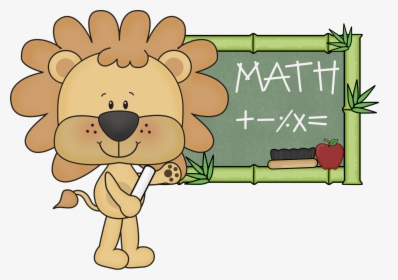 MATH
+-⁒x=